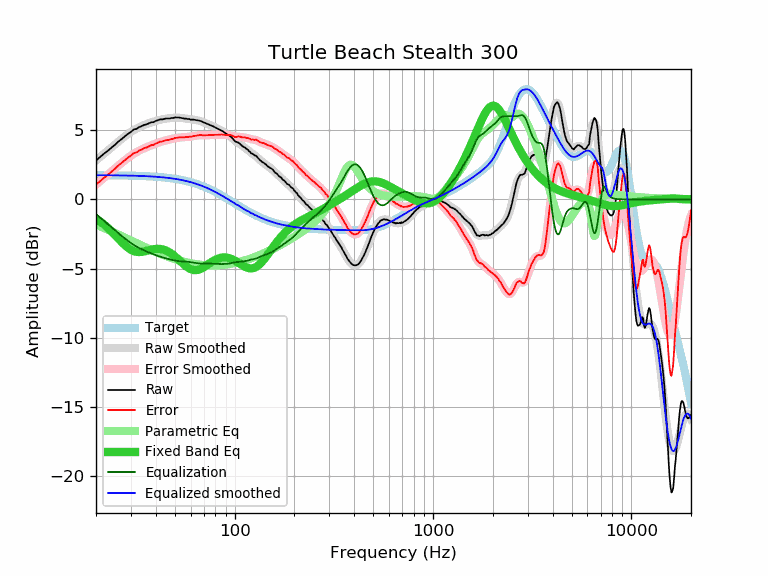 Turtle Beach Stealth 300
Amplitude (dBr)
5
0
−5
−10
−15
−20
Target
Raw Smoothed
Error Smoothed
Raw
Error
Parametric Eq
Fixed Band Eq
Equalization
Equalized smoothed
100
1000
10000
Frequency (Hz)